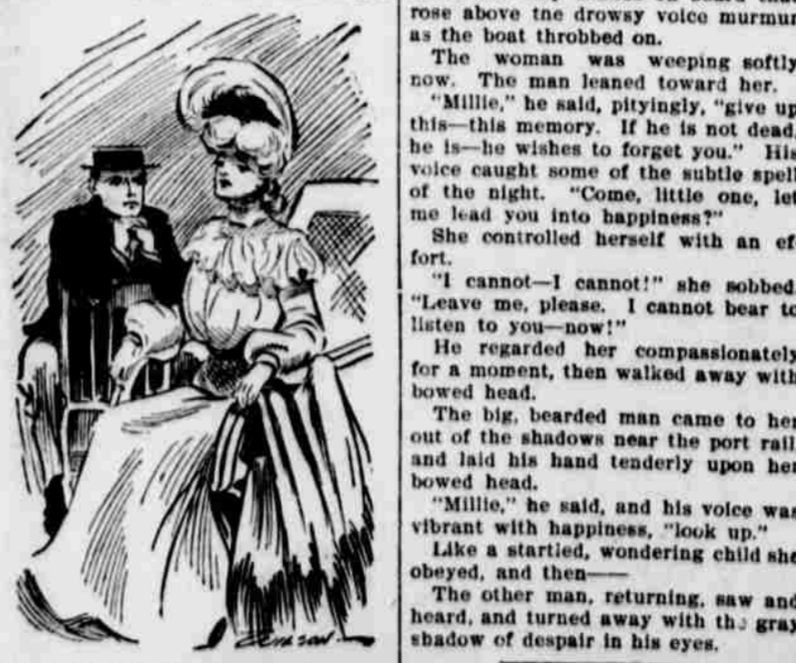 rose above the drowsy voice murmur
as the boat throbbed on.
The woman was weeping softly
now. The man leaned toward her.
"Millie," he said, pityingly, "give up
this—this memory. If he is not dead,
he is—he wishes to forget you." His
voice caught some of the subtle spell
of the night. "Come, little one, let
me lead you into happiness?"
She controlled herself with an ef-
fort.
"I cannot—I cannot!" she sobbed.
"Leave me, please. I cannot bear to
listen to you—now!"
He regarded her compassionately
for a moment, then walked away with
bowed head.
The big, bearded man came to her
out of the shadows near the port rail
and laid his hand tenderly upon her
bowed head.
"Millie," he said, and his voice was
vibrant with happiness, "look up."
Like a startled, wondering child she
obeyed, and then——
The other man, returning, saw and
heard, and turned away with the gray
shadow of despair in his eyes.